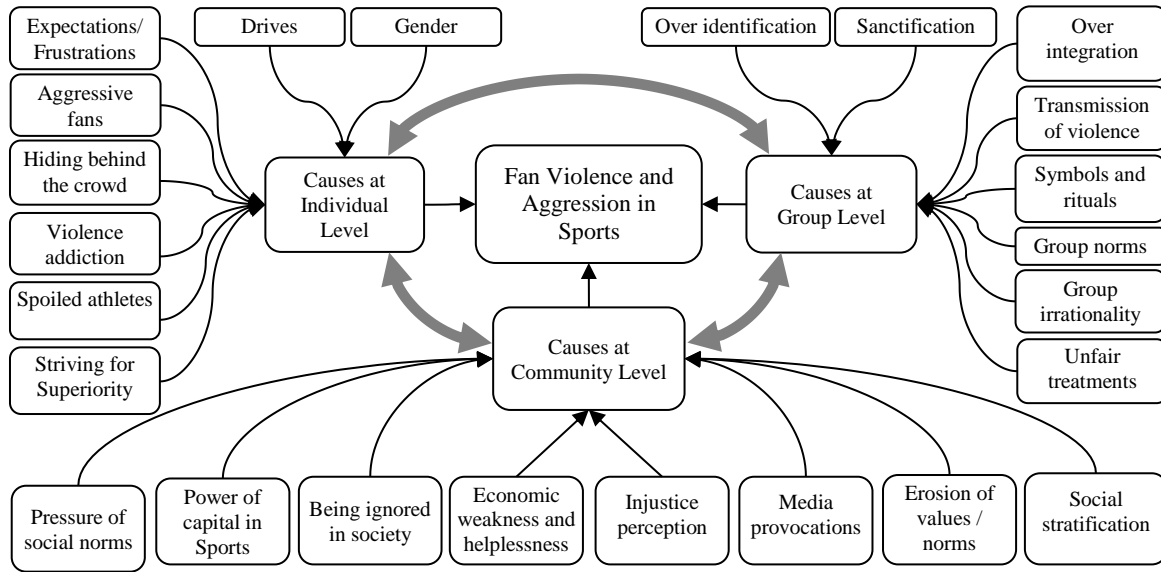 Expectations/
Frustrations
Drives
Gender
Over identification
Sanctification
Over
integration
Aggressive
fans
Transmission
of violence
Hiding behind
the crowd
Causes at
Individual
Level
Fan Violence and
Aggression in
Sports
Causes at
Group Level
Symbols and
rituals
Violence
addiction
Group norms
Spoiled athletes
Group
irrationality
Striving for
Superiority
Causes at
Community Level
Unfair
treatments
Pressure of
social norms
Power of
capital in
Sports
Being ignored
in society
Economic
weakness and
helplessness
Injustice
perception
Media
provocations
Erosion of
values /
norms
Social
stratification